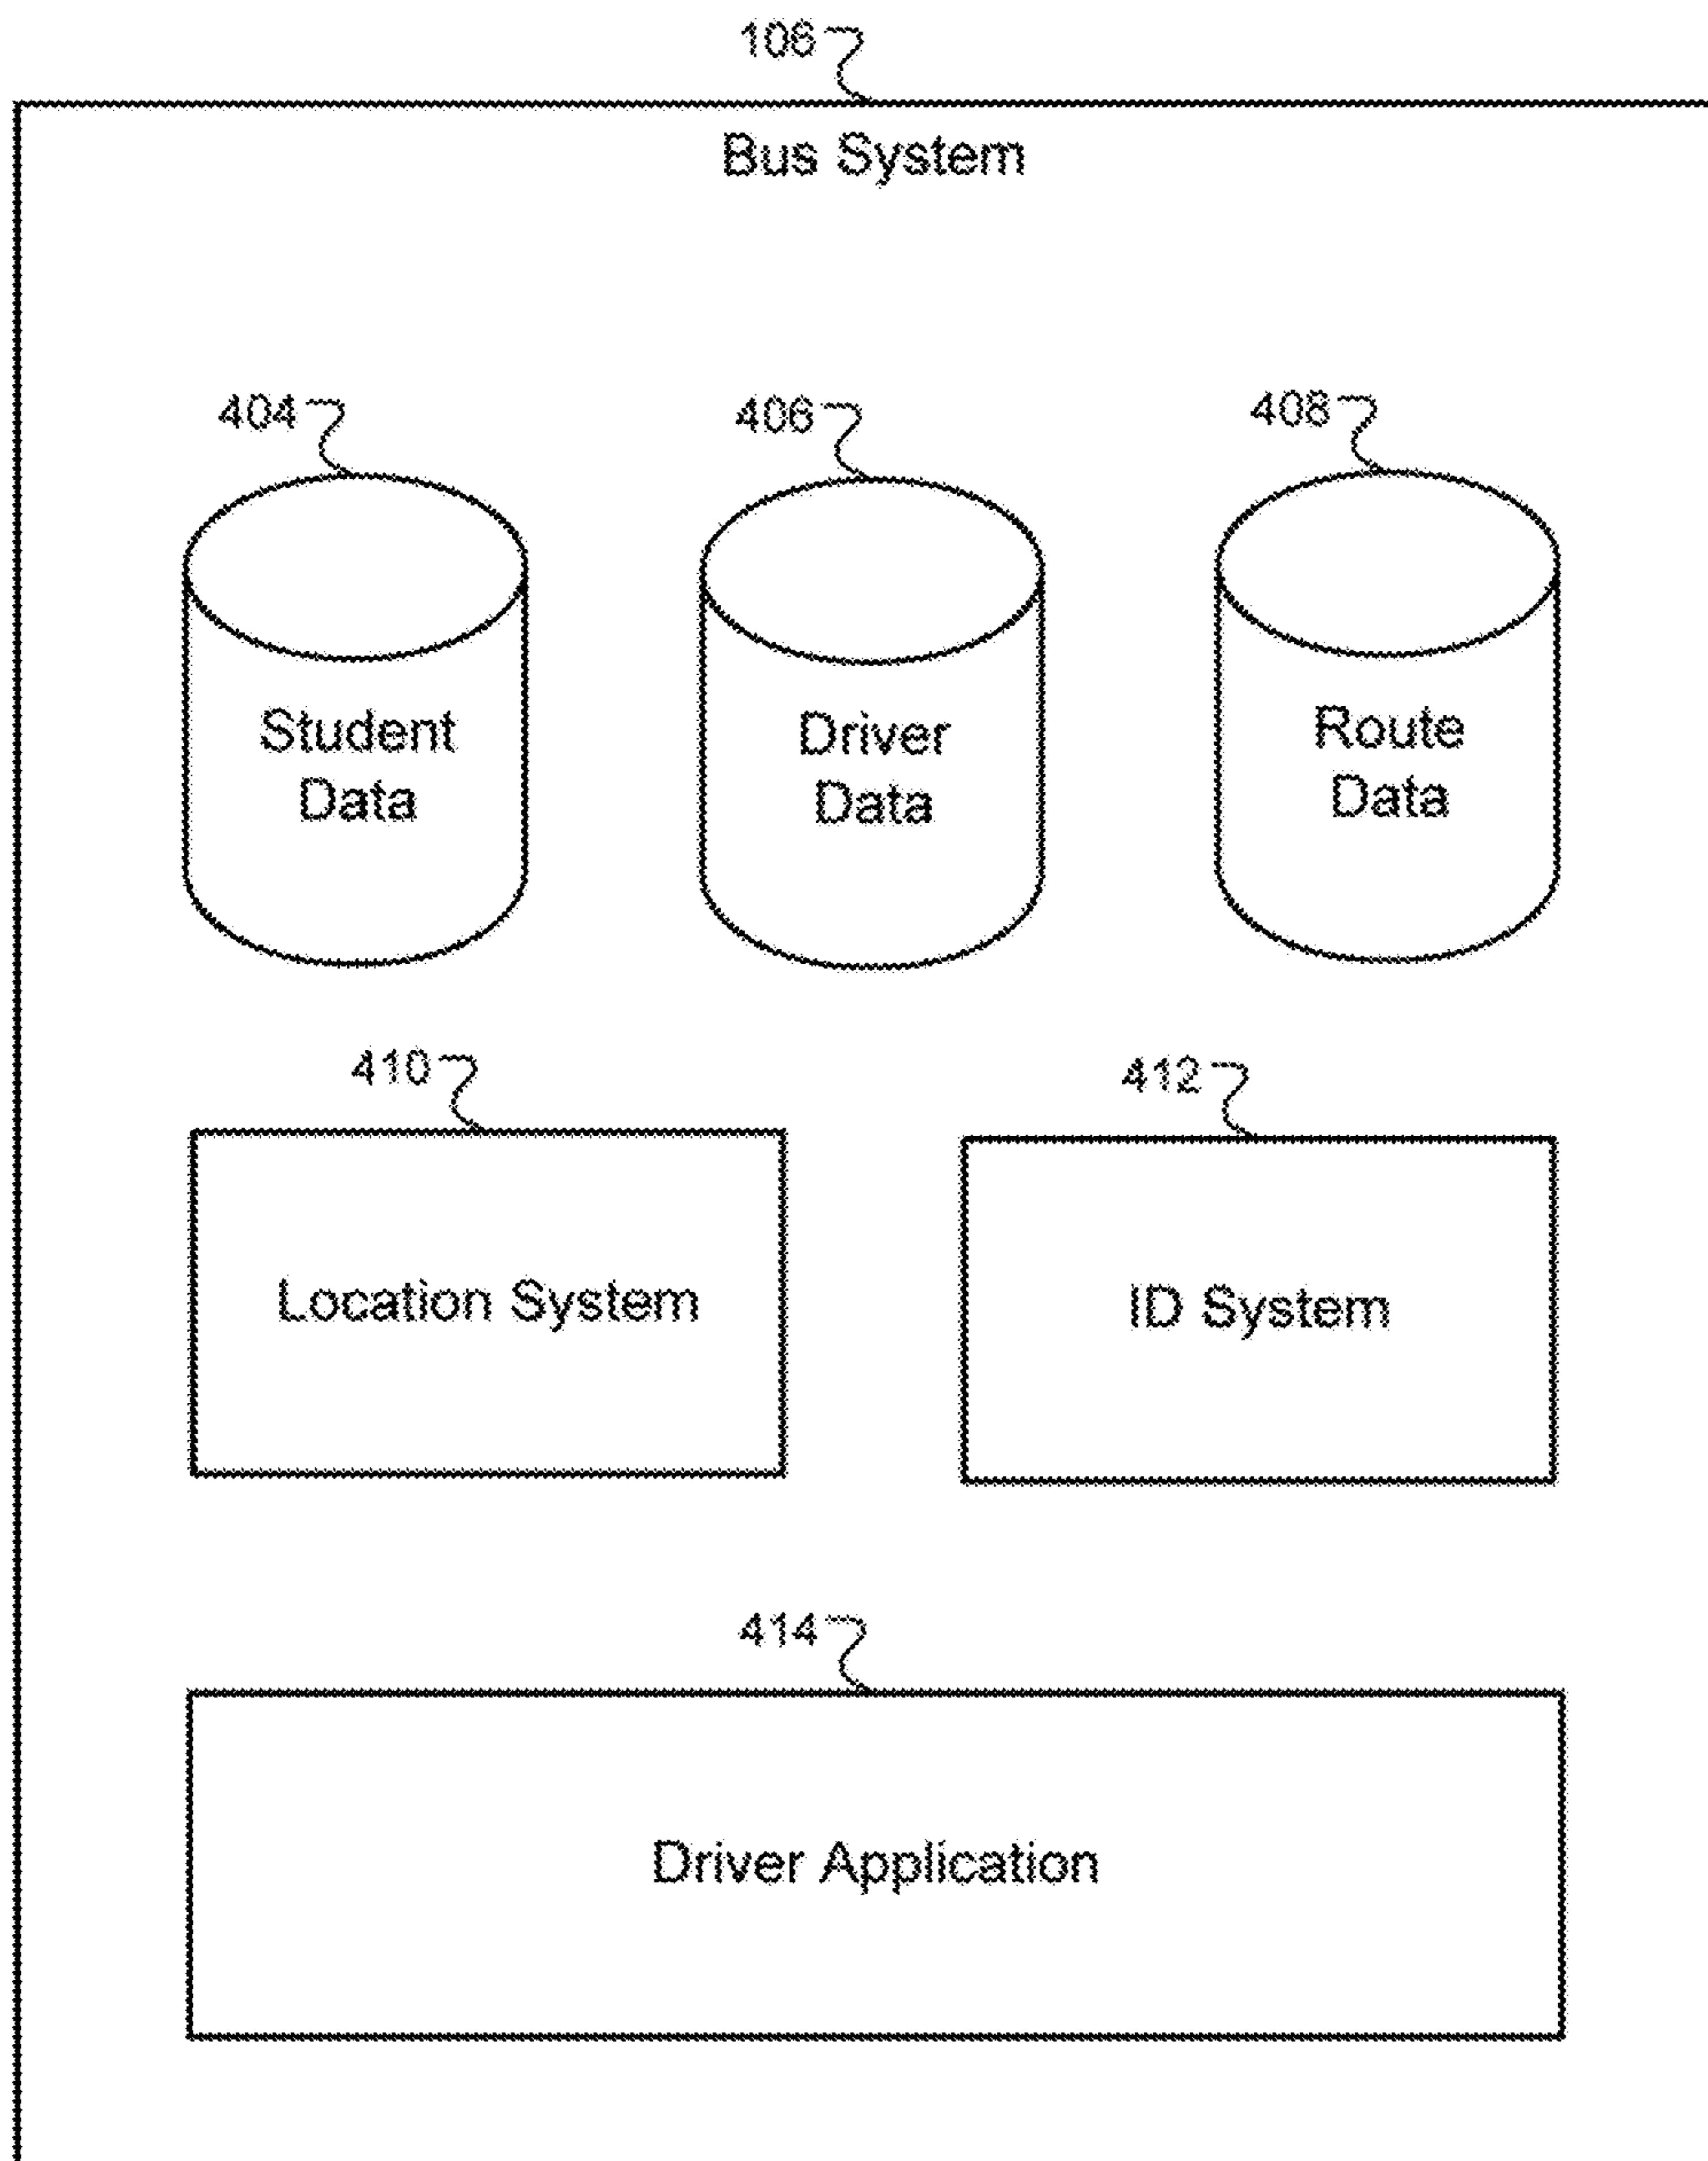 106
Bus System
404
406
408
Student
Data
Driver
Data
Route
Data
410
412
Location System
ID System
414
Driver Application